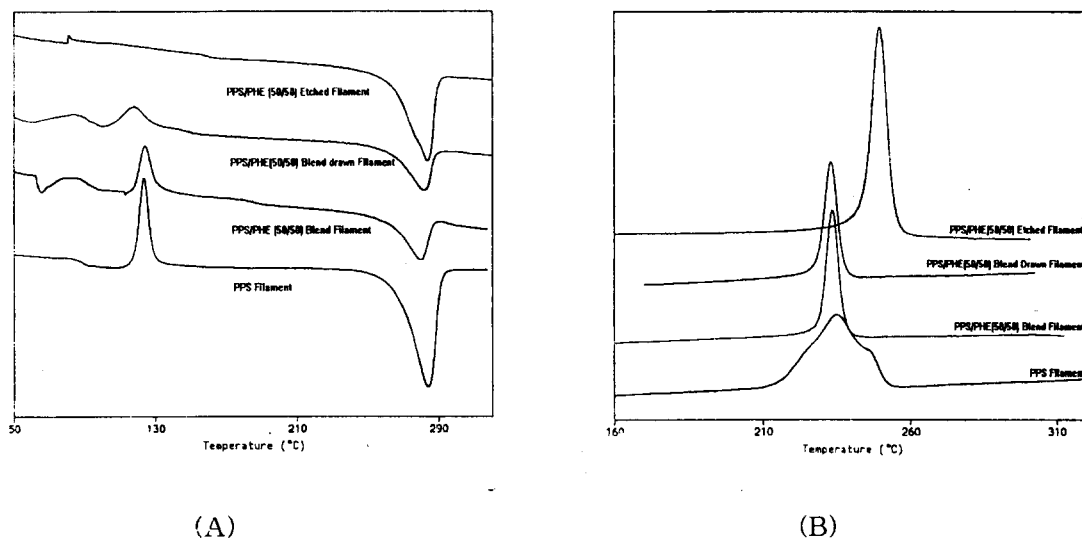 PPS/PHE (50/50) Etched Filament
PPS/PHE(50/50) Blend drawn Filament
PPS/PHE (50/50) Blend Filament
PPS Filament
50 130 210 290
Temperature (°C)
(A)
PPS/PHE(50/50) Etched Filament
PPS/PHE(50/50) Blend Drawn Filament
PPS/PHE(50/50) Blend Filament
PPS Filament
160 210 260 310
Temperature (°C)
(B)